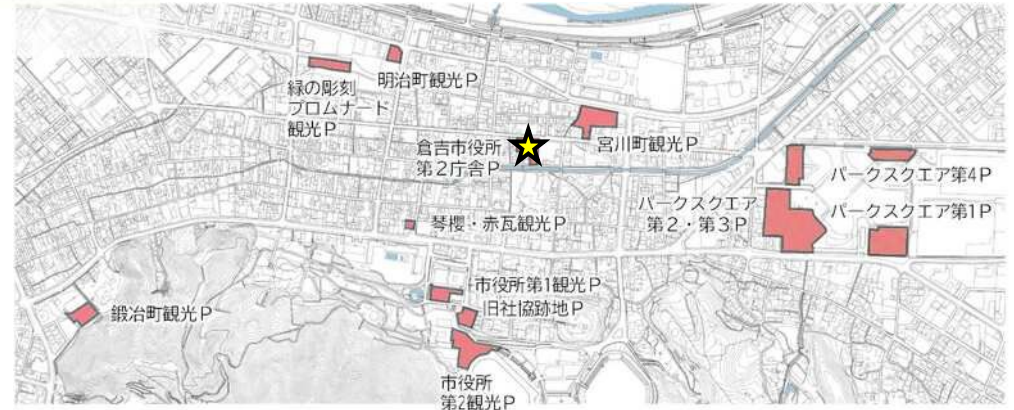 明治町観光P
緑の彫刻
プロムナード
観光P
宮川町観光P
倉吉市役所
第2庁舎P
パークスクエア第4P
パークスクエア
第2・第3P
パークスクエア第1P
琴櫻・赤瓦観光P
市役所第1観光P
旧社協跡地P
鍛冶町観光P
市役所
第2観光P